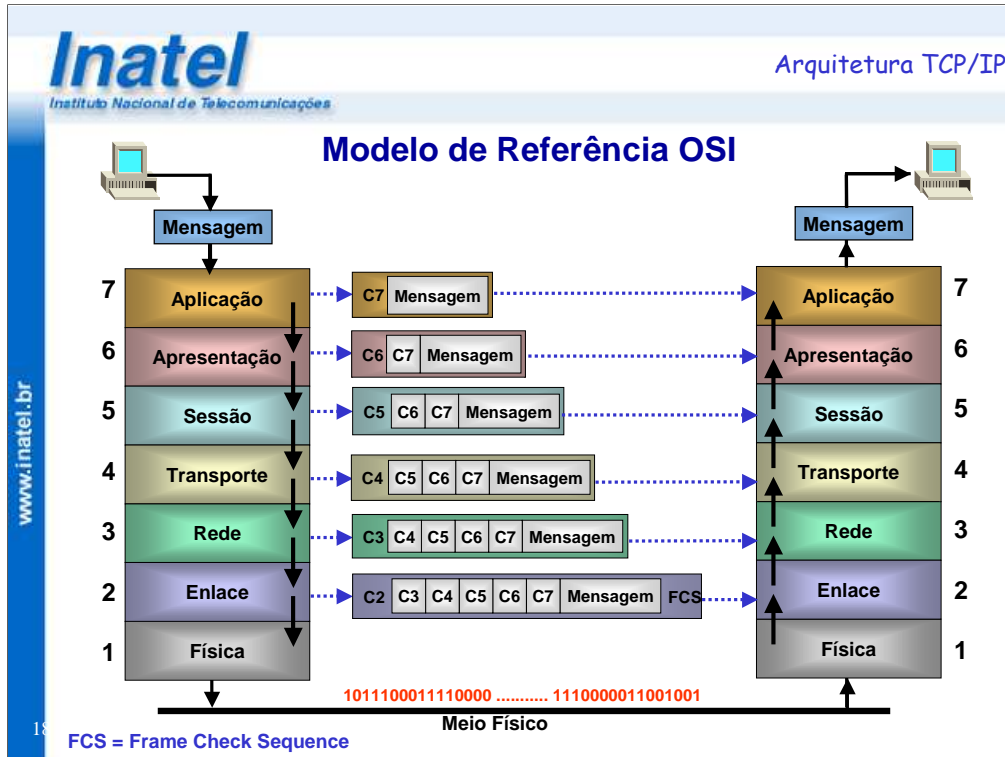 Inatel
Instituto Nacional de Telecomunicações
Arquitetura TCP/IP
Modelo de Referência OSI
Mensagem
Mensagem
7 Aplicação C7 Mensagem Aplicação 7
6 Apresentação C6 C7 Mensagem Apresentação 6
5 Sessão C5 C6 C7 Mensagem Sessão 5
4 Transporte C4 C5 C6 C7 Mensagem Transporte 4
3 Rede C3 C4 C5 C6 C7 Mensagem Rede 3
2 Enlace C2 C3 C4 C5 C6 C7 Mensagem FCS Enlace 2
1 Física Física 1
1011100011110000 ........... 1110000011001001
Meio Físico
18
FCS = Frame Check Sequence
www.inatel.br